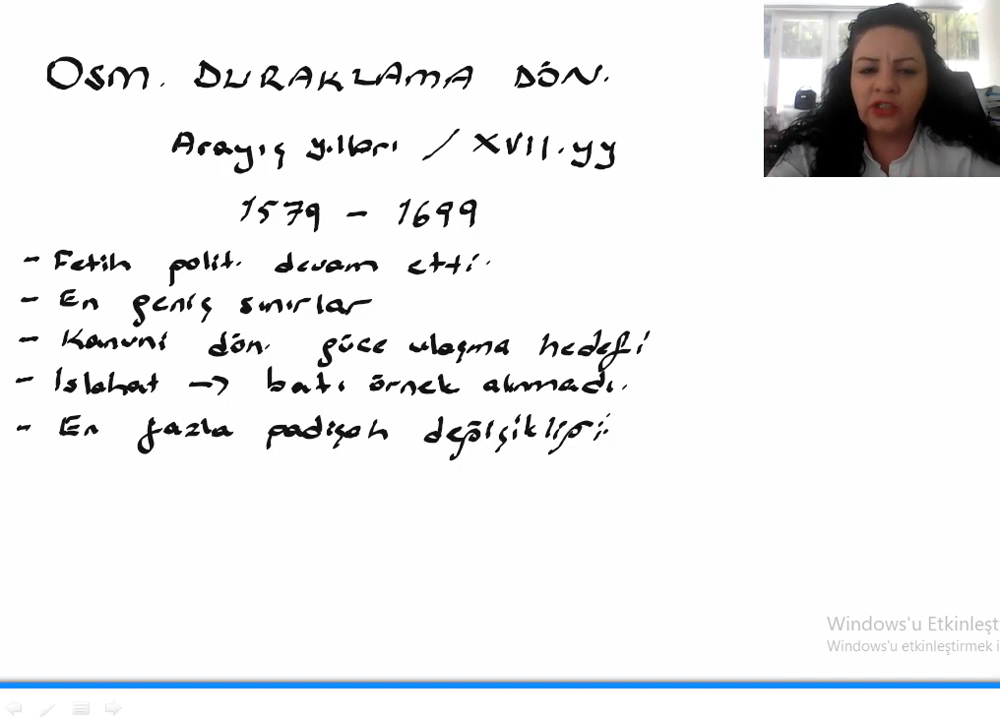 Osm. DURAKLAMA DÖN.
Arayış yılları / XVII. yy
1579 - 1699
- Fetih polit. devam etti.
- En geniş sınırlar
- Kanuni dön. güce ulaşma hedefi
- Islahat → batı örnek alınmadı.
- En fazla padişah değişikliği.
Windows'u Etkinleşt
Windows'u etkinleştirmek i